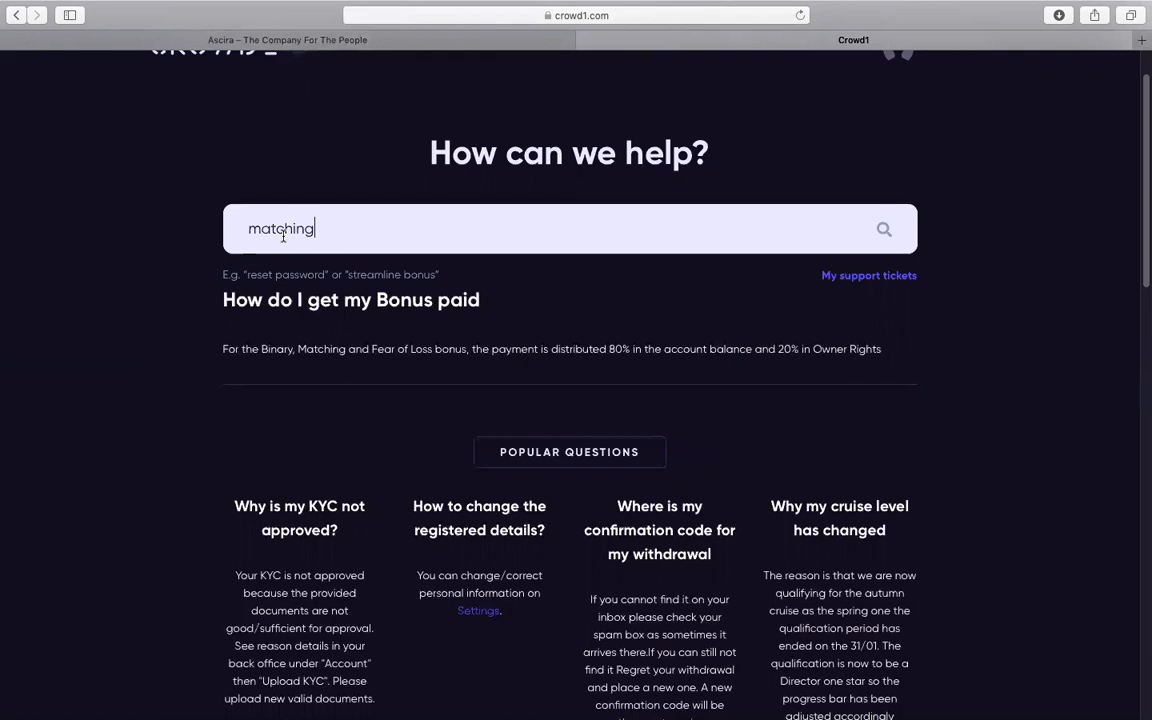 crowd1.com
Ascira – The Company For The People
Crowd1
How can we help?
matching
E.g. “reset password” or “streamline bonus”
My support tickets
How do I get my Bonus paid
For the Binary, Matching and Fear of Loss bonus, the payment is distributed 80% in the account balance and 20% in Owner Rights
POPULAR QUESTIONS
Why is my KYC not
approved?
Your KYC is not approved
because the provided
documents are not
good/sufficient for approval.
See reason details in your
back office under "Account"
then "Upload KYC". Please
upload new valid documents.
How to change the
registered details?
You can change/correct
personal information on
Settings.
Where is my
confirmation code for
my withdrawal
If you cannot find it on your
inbox please check your
spam box as sometimes it
arrives there.If you can still not
find it Regret your withdrawal
and place a new one. A new
confirmation code will be
Why my cruise level
has changed
The reason is that we are now
qualifying for the autumn
cruise as the spring one the
qualification period has
ended on the 31/01. The
qualification is now to be a
Director one star so the
progress bar has been
adjusted accordingly